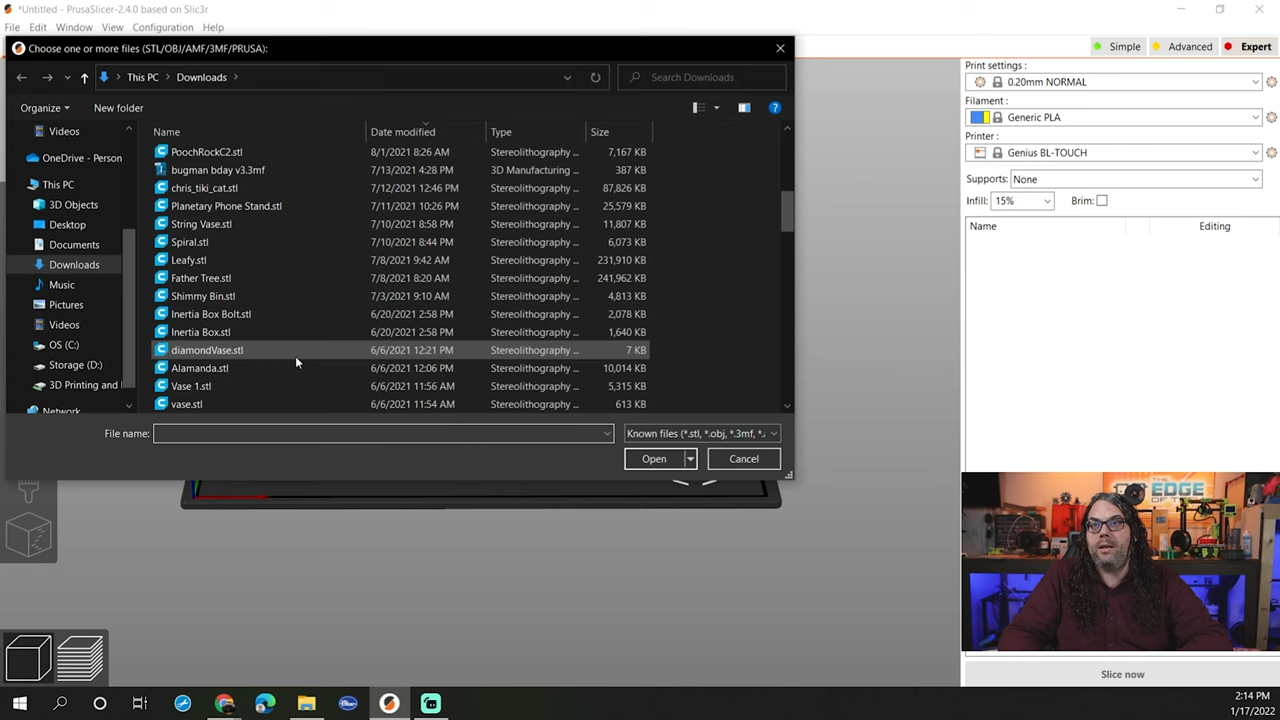 *Untitled - PrusaSlicer-2.4.0 based on Slic3r
File Edit Window View Configuration Help
Choose one or more files (STL/OBJ/AMF/3MF/PRUSA):
Simple Advanced Expert
This PC > Downloads >
Search Downloads
Organize New folder
Name Date modified Type Size
PoochRockC2.stl 8/1/2021 8:26 AM Stereolithography ... 7,167 KB
bugman bday v3.3mf 7/13/2021 4:28 PM 3D Manufacturing ... 387 KB
chris_tiki_cat.stl 7/12/2021 12:46 PM Stereolithography ... 87,826 KB
Planetary Phone Stand.stl 7/11/2021 10:26 PM Stereolithography ... 25,579 KB
String Vase.stl 7/10/2021 8:58 PM Stereolithography ... 11,807 KB
Spiral.stl 7/10/2021 8:44 PM Stereolithography ... 6,073 KB
Leafy.stl 7/8/2021 9:42 AM Stereolithography ... 231,910 KB
Father Tree.stl 7/8/2021 8:20 AM Stereolithography ... 241,962 KB
Shimmy Bin.stl 7/3/2021 9:10 AM Stereolithography ... 4,813 KB
Inertia Box Bolt.stl 6/20/2021 2:58 PM Stereolithography ... 2,078 KB
Inertia Box.stl 6/20/2021 2:58 PM Stereolithography ... 1,640 KB
diamondVase.stl 6/6/2021 12:21 PM Stereolithography ... 7 KB
Alamanda.stl 6/6/2021 12:06 PM Stereolithography ... 10,014 KB
Vase 1.stl 6/6/2021 11:56 AM Stereolithography ... 5,315 KB
vase.stl 6/6/2021 11:54 AM Stereolithography ... 613 KB
Videos
OneDrive - Person
This PC
3D Objects
Desktop
Documents
Downloads
Music
Pictures
Videos
OS (C:)
Storage (D:)
3D Printing and
Network
File name:
Known files (*.stl, *.obj, *.3mf, *.
Open Cancel
Print settings :
0.20mm NORMAL
Filament :
Generic PLA
Printer :
Genius BL-TOUCH
Supports: None
Infill: 15% Brim:
Name Editing
THE
EDGE
Slice now
2:14 PM
1/17/2022